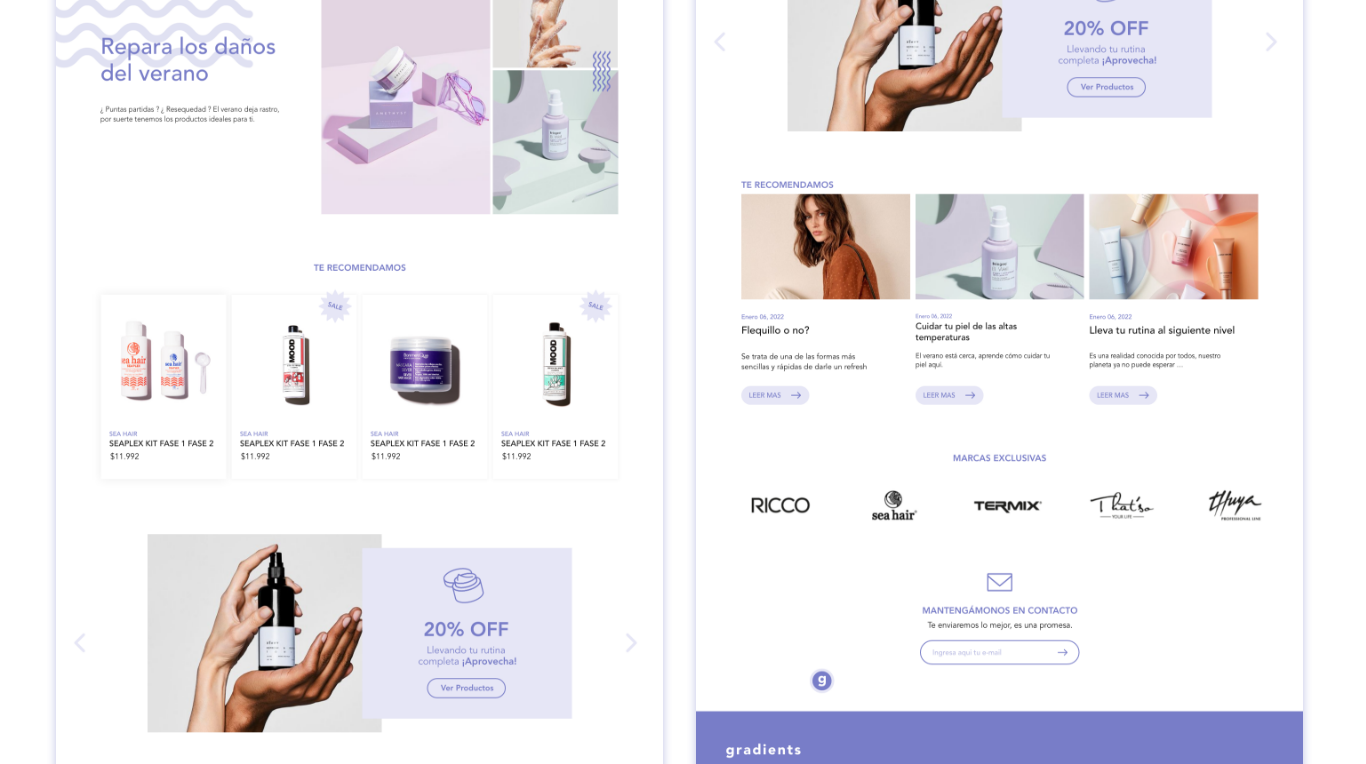 Repara los daños
del verano
¿ Puntas partidas ? ¿ Resequedad ? El verano deja rastro,
por suerte tenemos los productos ideales para ti.
TE RECOMENDAMOS
SALE
SALE
sea hair
sea hair
MOOD
MOOD
SEA HAIR
SEAPLEX KIT FASE 1 FASE 2
$11.992
SEA HAIR
SEAPLEX KIT FASE 1 FASE 2
$11.992
SEA HAIR
SEAPLEX KIT FASE 1 FASE 2
$11.992
SEA HAIR
SEAPLEX KIT FASE 1 FASE 2
$11.992
20% OFF
Llevando tu rutina
completa ¡Aprovecha!
Ver Productos
20% OFF
Llevando tu rutina
completa ¡Aprovecha!
Ver Productos
TE RECOMENDAMOS
Enero 06, 2022
Flequillo o no?
Se trata de una de las formas más
sencillas y rápidas de darle un refresh
LEER MAS
Enero 06, 2022
Cuidar tu piel de las altas
temperaturas
El verano está cerca, aprende cómo cuidar tu
piel aquí.
LEER MAS
Enero 06, 2022
Lleva tu rutina al siguiente nivel
Es una realidad conocida por todos, nuestro
planeta ya no puede esperar ...
LEER MAS
MARCAS EXCLUSIVAS
RICCO
sea hair
TERMIX
That'so
YOUR LIFE
thuya
PROFESSIONAL LINE
MANTENGÁMONOS EN CONTACTO
Te enviaremos lo mejor, es una promesa.
Ingresa aquí tu e-mail
g
gradients